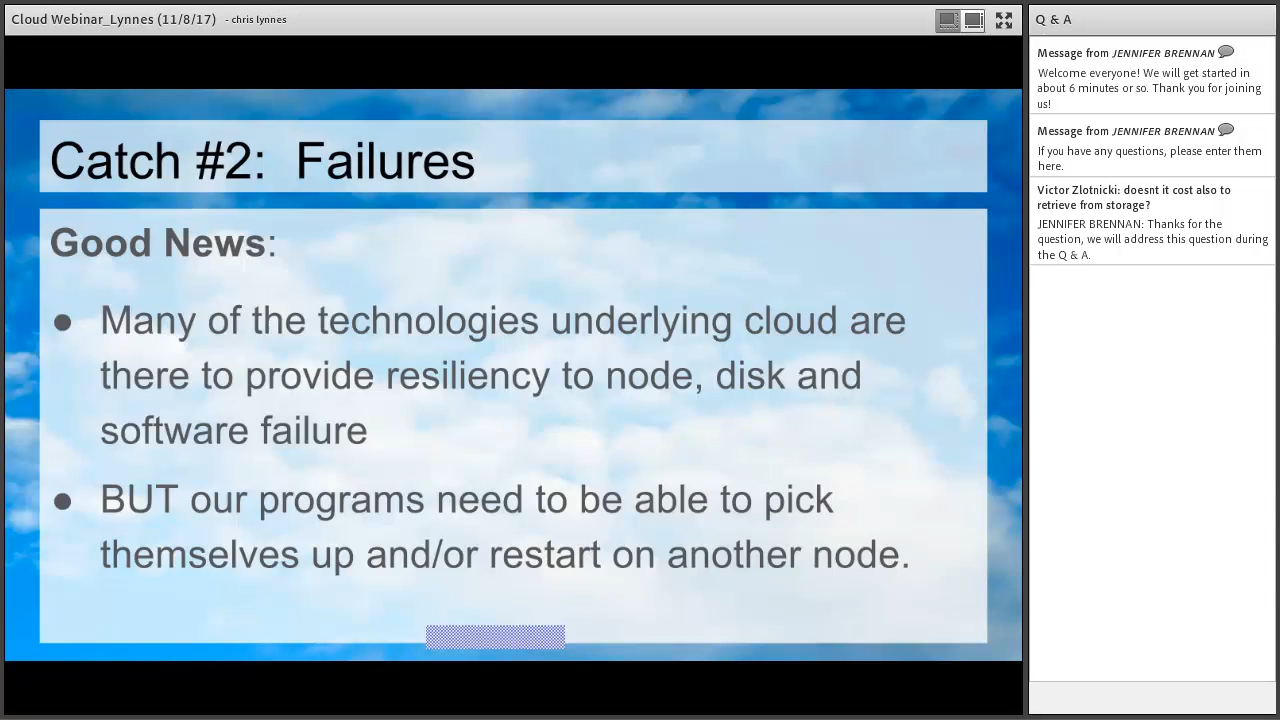 Cloud Webinar_Lynnes (11/8/17) - chris lynnes
Catch #2: Failures
Good News:
● Many of the technologies underlying cloud are
there to provide resiliency to node, disk and
software failure
● BUT our programs need to be able to pick
themselves up and/or restart on another node.
Q & A
Message from JENNIFER BRENNAN
Welcome everyone! We will get started in
about 6 minutes or so. Thank you for joining
us!
Message from JENNIFER BRENNAN
If you have any questions, please enter them
here.
Victor Zlotnicki: doesnt it cost also to
retrieve from storage?
JENNIFER BRENNAN: Thanks for the
question, we will address this question during
the Q & A.